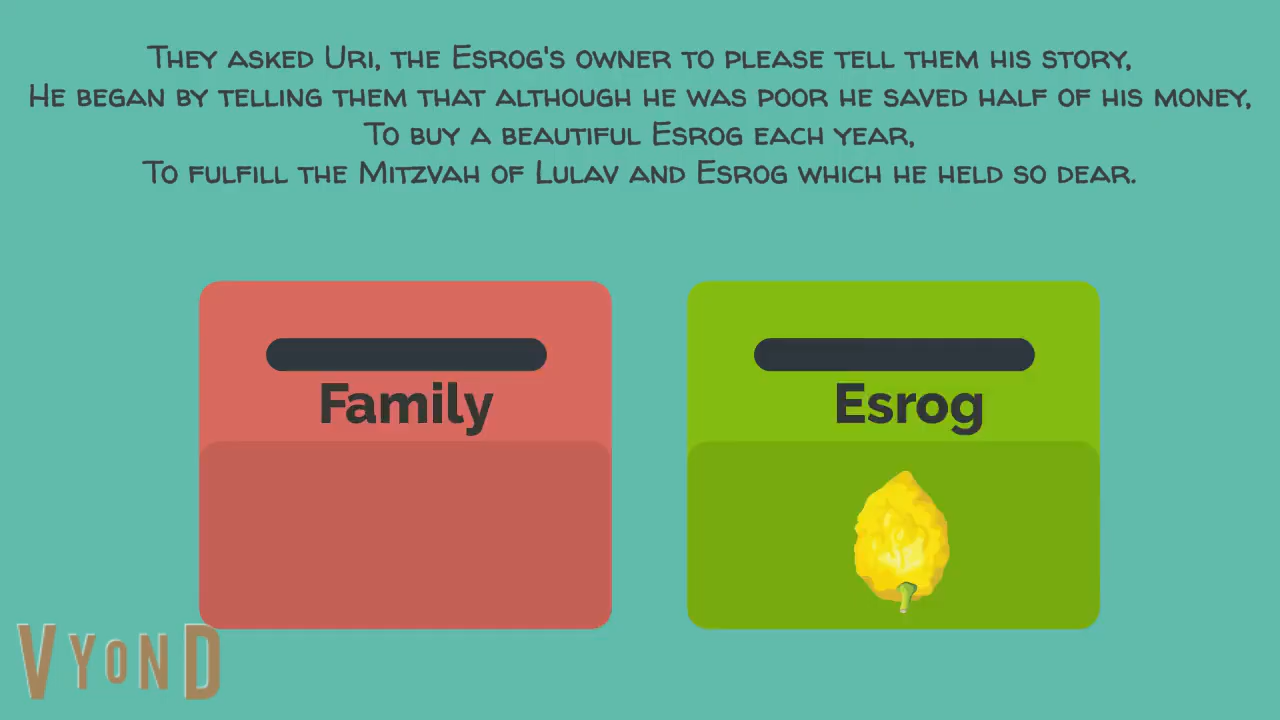 They asked Uri, the Esrog's owner to please tell them his story,
He began by telling them that although he was poor he saved half of his money,
To buy a beautiful Esrog each year,
To fulfill the Mitzvah of Lulav and Esrog which he held so dear.
Family
Esrog
VYOND